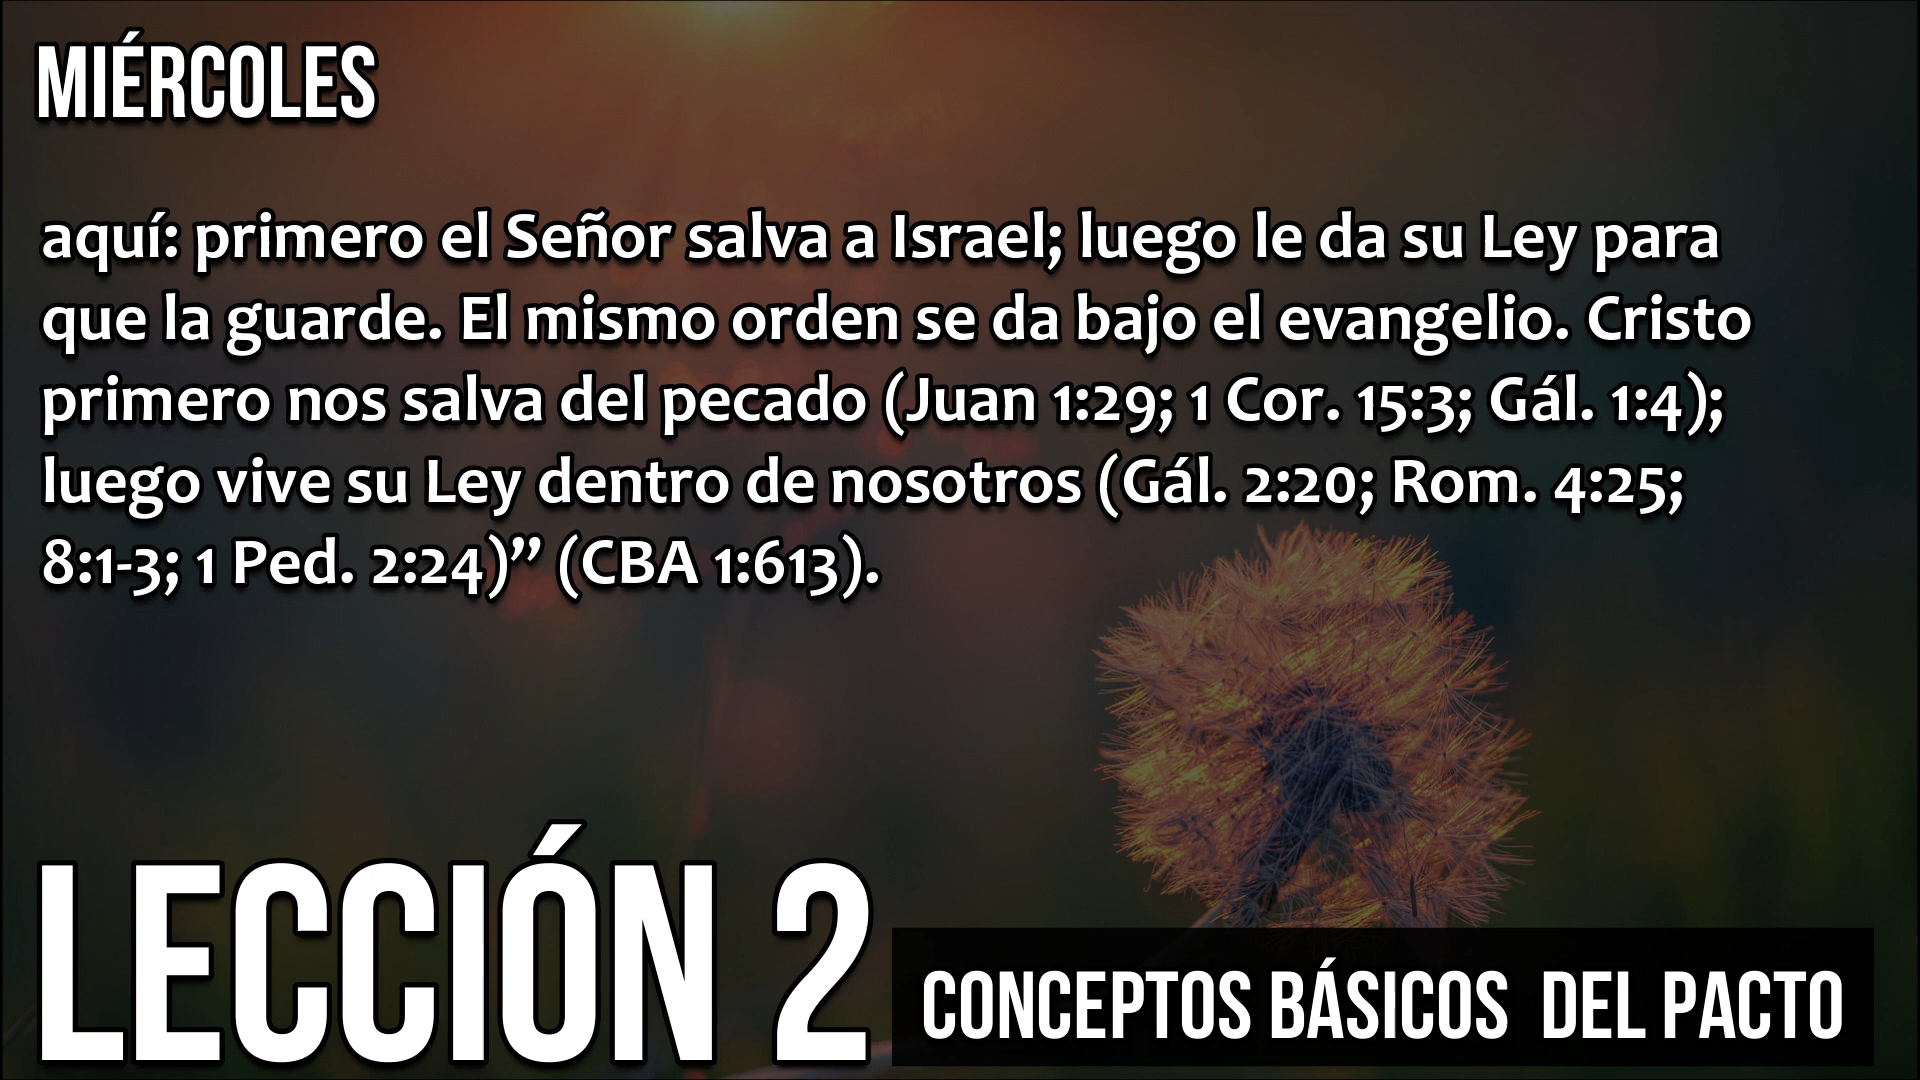 MIÉRCOLES
aquí: primero el Señor salva a Israel; luego le da su Ley para
que la guarde. El mismo orden se da bajo el evangelio. Cristo
primero nos salva del pecado (Juan 1:29; 1 Cor. 15:3; Gál. 1:4);
luego vive su Ley dentro de nosotros (Gál. 2:20; Rom. 4:25;
8:1-3; 1 Ped. 2:24)” (CBA 1:613).
LECCIÓN 2
CONCEPTOS BÁSICOS DEL PACTO